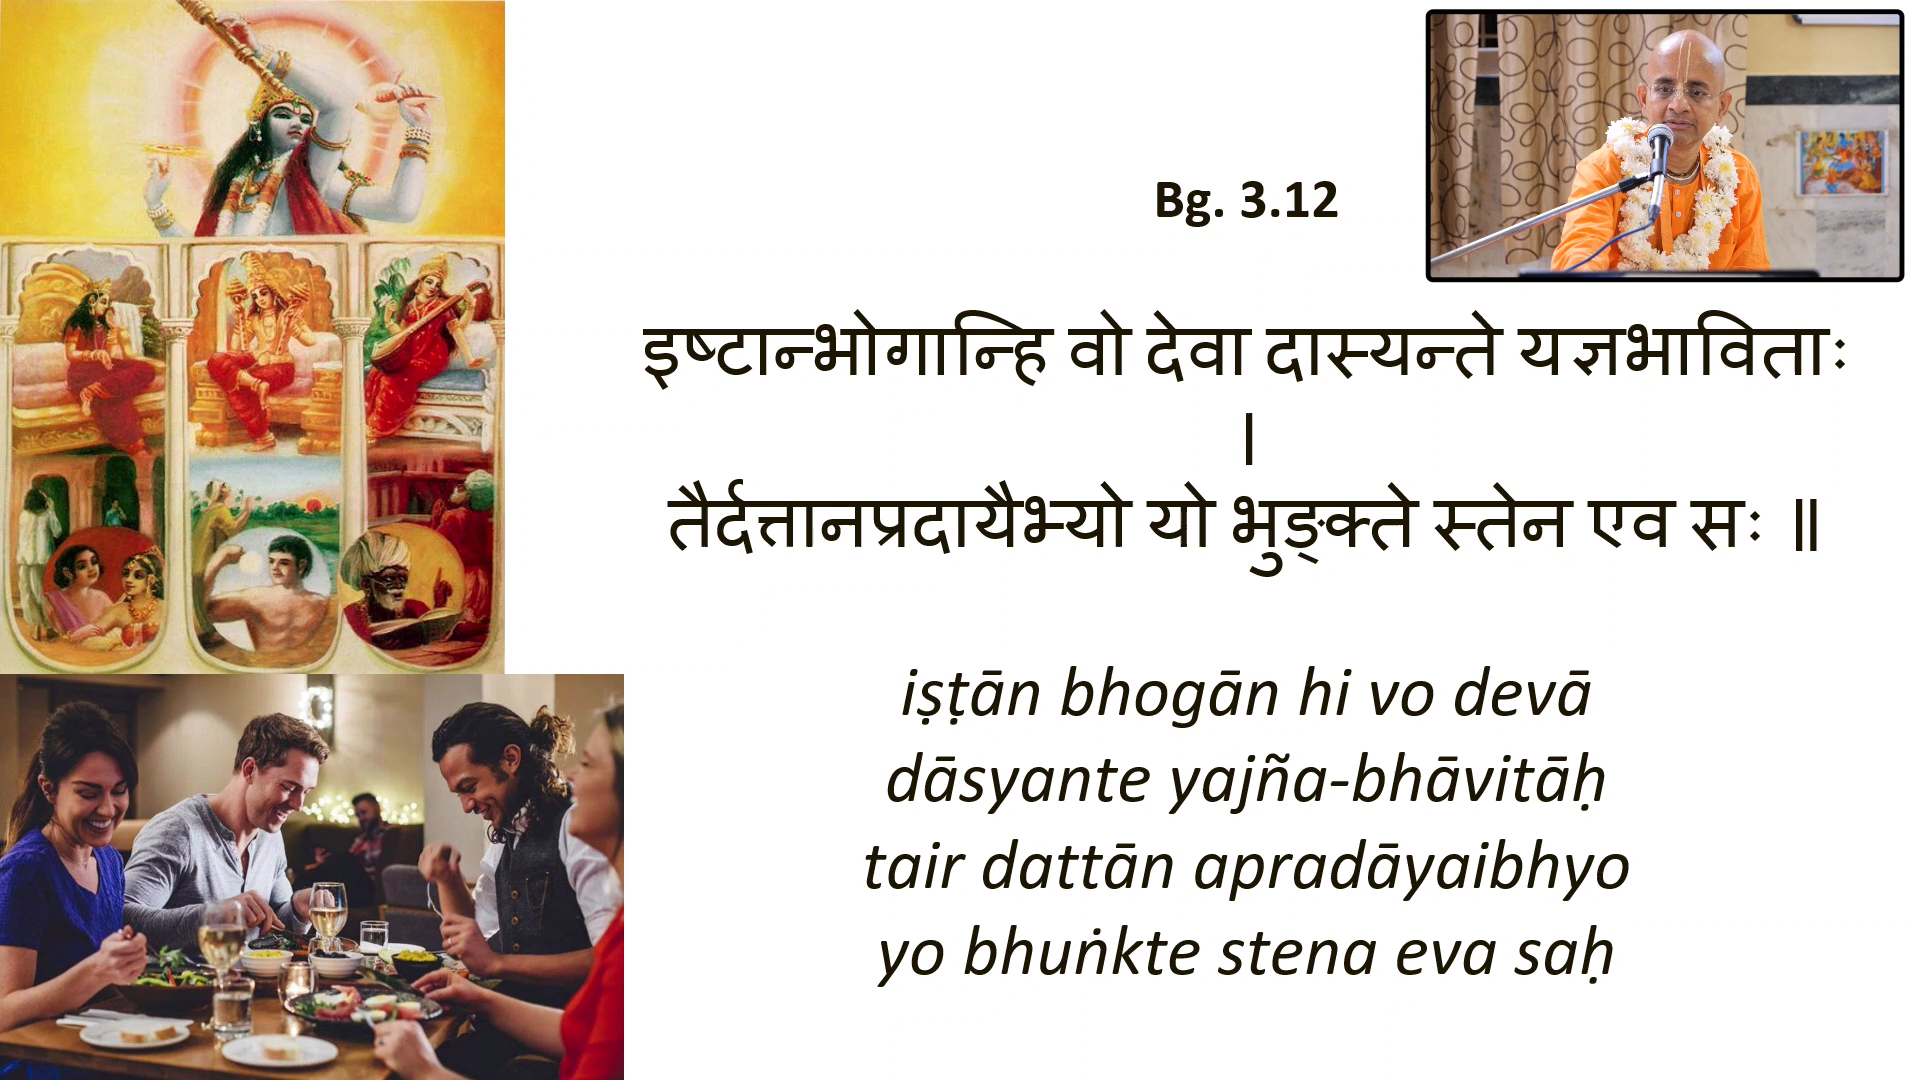 Bg. 3.12
इष्टान्भोगान्हि वो देवा दास्यन्ते यज्ञभाविताः
।
तैर्दत्तानप्रदायैभ्यो यो भुङ्क्ते स्तेन एव सः ॥
iṣṭān bhogān hi vo devā
dāsyante yajña-bhāvitāḥ
tair dattān apradāyaibhyo
yo bhuṅkte stena eva saḥ